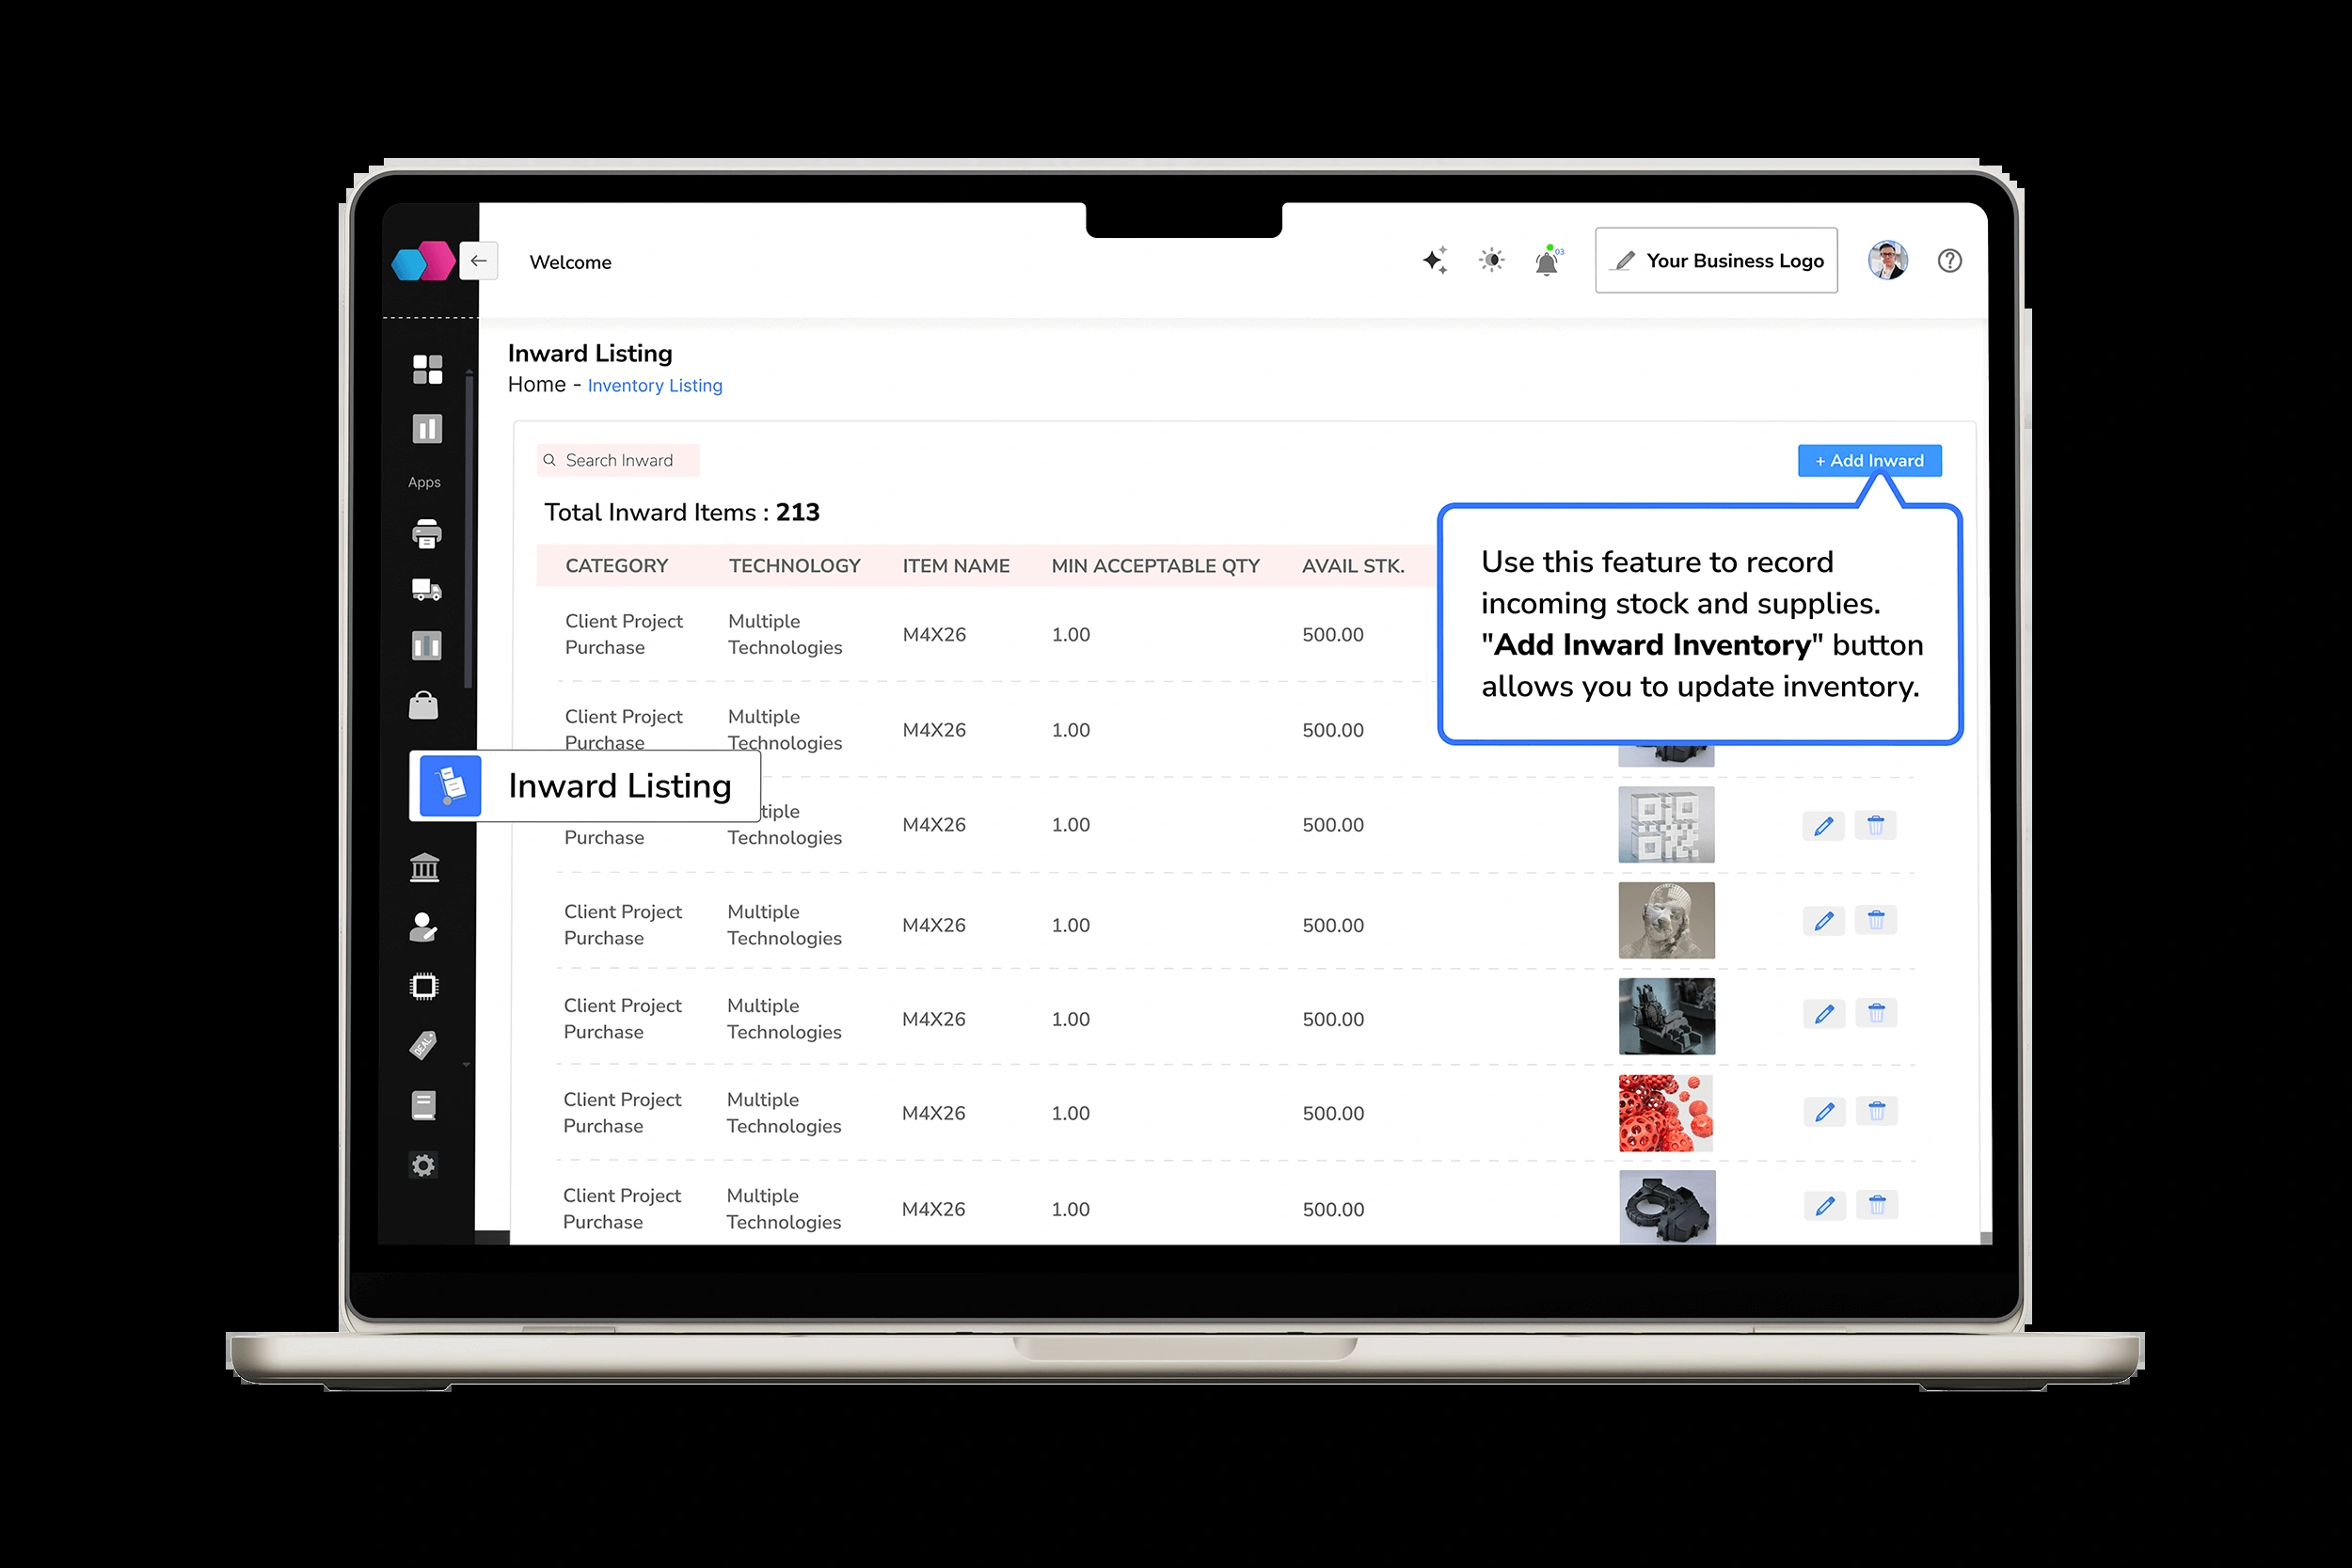 Welcome
03
Your Business Logo
Inward Listing
Home - Inventory Listing
Apps
Search Inward
+ Add Inward
Total Inward Items : 213
CATEGORY TECHNOLOGY ITEM NAME MIN ACCEPTABLE QTY AVAIL STK.
Use this feature to record
incoming stock and supplies.
"Add Inward Inventory" button
allows you to update inventory.
Client Project Multiple
Purchase Technologies
M4X26 1.00 500.00
Client Project Multiple
Purchase Technologies
M4X26 1.00 500.00
Inward Listing
tiple
Purchase Technologies
M4X26 1.00 500.00
Client Project Multiple
Purchase Technologies
M4X26 1.00 500.00
Client Project Multiple
Purchase Technologies
M4X26 1.00 500.00
DEAL
Client Project Multiple
Purchase Technologies
M4X26 1.00 500.00
Client Project Multiple
Purchase Technologies
M4X26 1.00 500.00